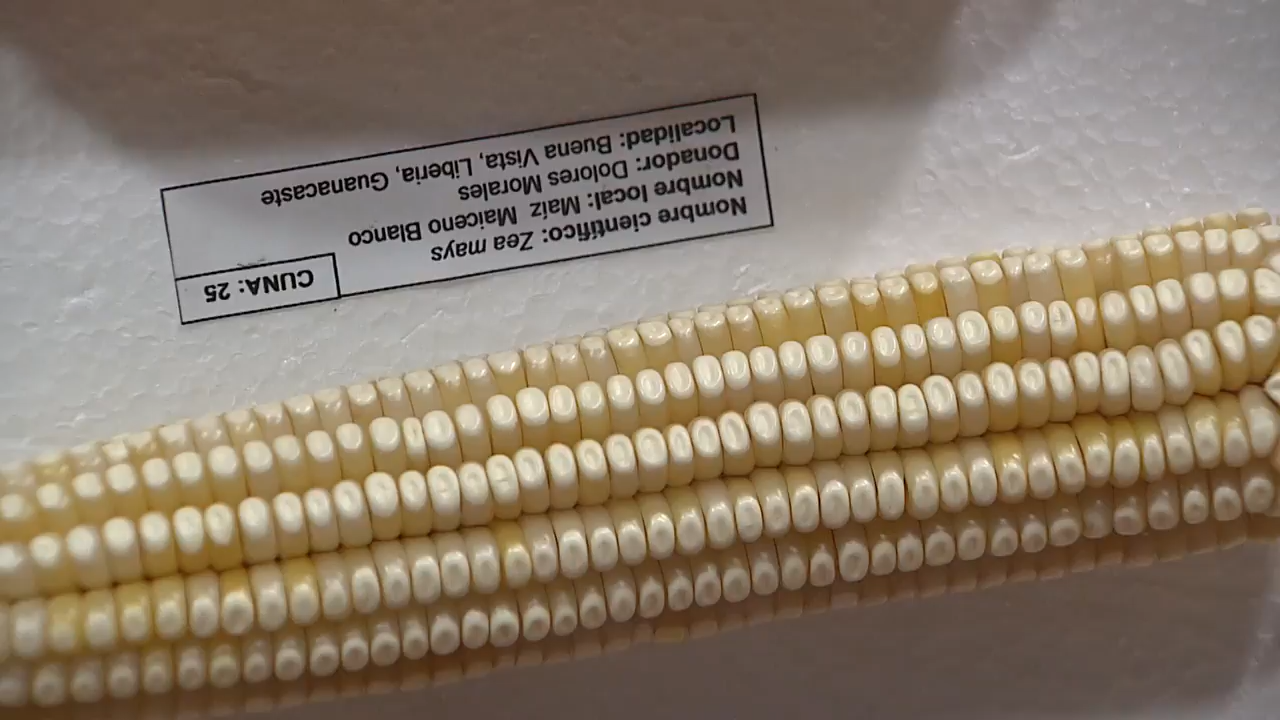 Nombre científico: Zea mays
Nombre local: Maíz Maiceno Blanco
Donador: Dolores Morales
Localidad: Buena Vista, Liberia, Guanacaste
CUNA: 25